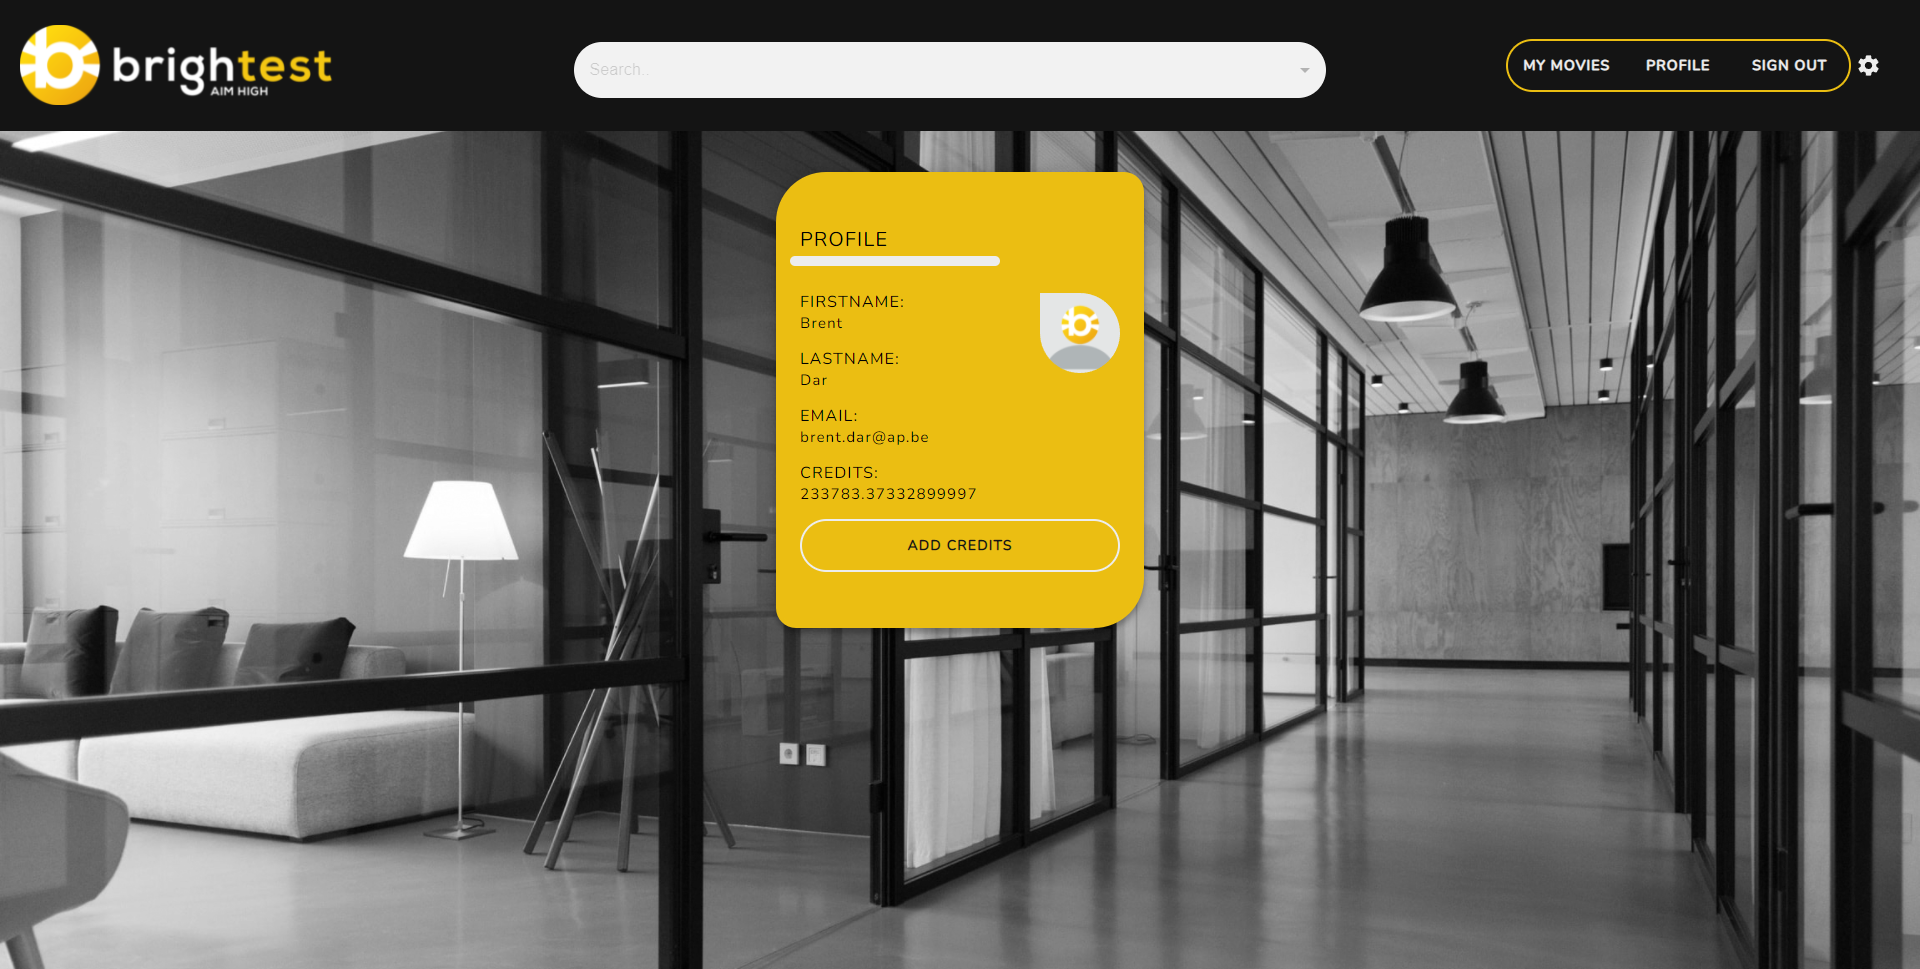 brightest
AIM HIGH
Search..
MY MOVIES
PROFILE
SIGN OUT
PROFILE
FIRSTNAME:
Brent
LASTNAME:
Dar
EMAIL:
brent.dar@ap.be
CREDITS:
233783.37332899997
ADD CREDITS